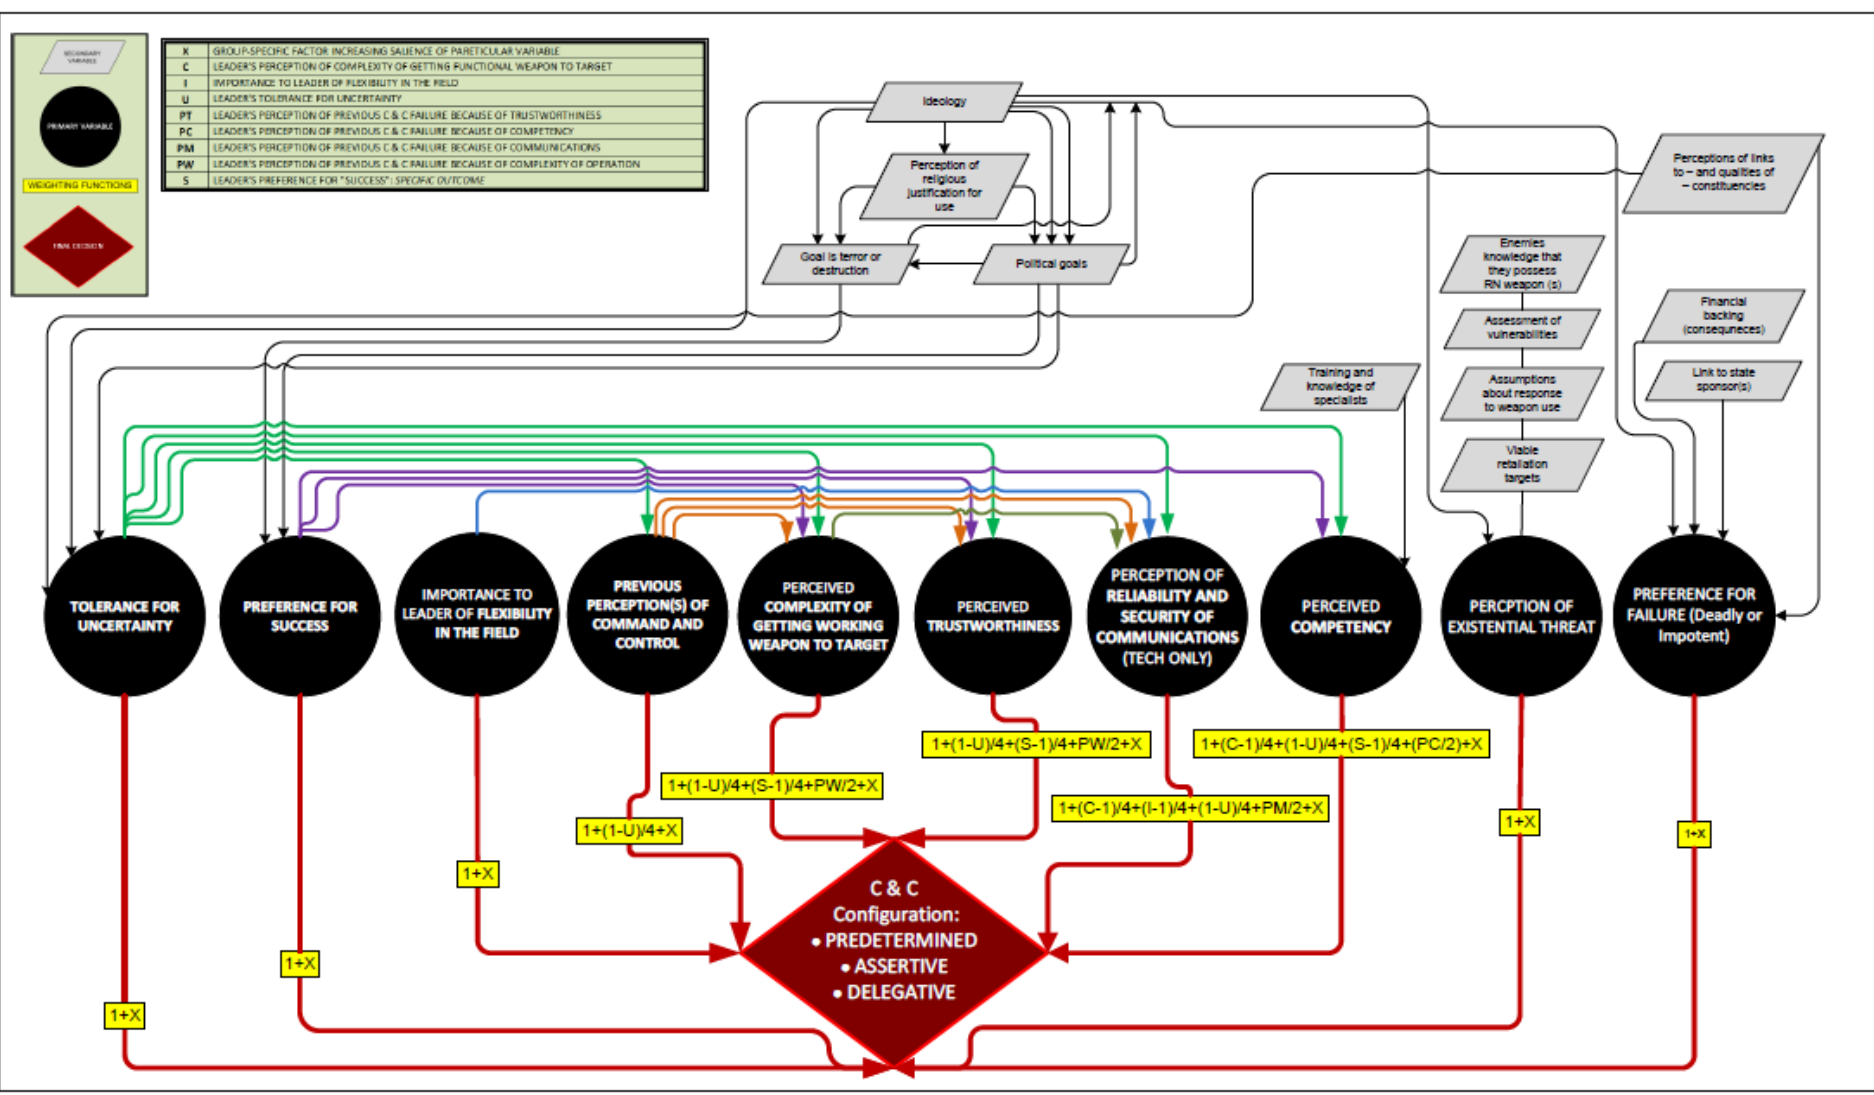 SECONDARY
VARIABLE
PRIMARY VARIABLE
WEIGHTING FUNCTIONS
FINAL DECISION
X GROUP-SPECIFIC FACTOR INCREASING SALIENCE OF PARETICULAR VARIABLE
C LEADER'S PERCEPTION OF COMPLEXITY OF GETTING FUNCTIONAL WEAPON TO TARGET
I IMPORTANCE TO LEADER OF FLEXIBILITY IN THE FIELD
U LEADER'S TOLERANCE FOR UNCERTAINTY
PT LEADER'S PERCEPTION OF PREVIOUS C & C FAILURE BECAUSE OF TRUSTWORTHINESS
PC LEADER'S PERCEPTION OF PREVIOUS C & C FAILURE BECAUSE OF COMPETENCY
PM LEADER'S PERCEPTION OF PREVIOUS C & C FAILURE BECAUSE OF COMMUNICATIONS
PW LEADER'S PERCEPTION OF PREVIOUS C & C FAILURE BECAUSE OF COMPLEXITY OF OPERATION
S LEADER'S PREFERENCE FOR "SUCCESS": SPECIFIC OUTCOME
Ideology
Perception of
religious
justification for
use
Goal is terror or
destruction
Political goals
Perceptions of links
to – and qualities of
– constituencies
Enemies
knowledge that
they possess
RN weapon (s)
Assessment of
vulnerabilities
Assumptions
about response
to weapon use
Viable
retaliation
targets
Financial
backing
(consequneces)
Link to state
sponsor(s)
Training and
knowledge of
specialists
TOLERANCE FOR
UNCERTAINTY
PREFERENCE FOR
SUCCESS
IMPORTANCE TO
LEADER OF FLEXIBILITY
IN THE FIELD
PREVIOUS
PERCEPTION(S) OF
COMMAND AND
CONTROL
PERCEIVED
COMPLEXITY OF
GETTING WORKING
WEAPON TO TARGET
PERCEIVED
TRUSTWORTHINESS
PERCEPTION OF
RELIABILITY AND
SECURITY OF
COMMUNICATIONS
(TECH ONLY)
PERCEIVED
COMPETENCY
PERCPTION OF
EXISTENTIAL THREAT
PREFERENCE FOR
FAILURE (Deadly or
Impotent)
1+(1-U)/4+(S-1)/4+PW/2+X
1+(C-1)/4+(1-U)/4+(S-1)/4+(PC/2)+X
1+(1-U)/4+(S-1)/4+PW/2+X
1+(C-1)/4+(I-1)/4+(1-U)/4+PM/2+X
1+(1-U)/4+X
1+X
1+X
1+X
1+X
1+X
C & C
Configuration:
• PREDETERMINED
• ASSERTIVE
• DELEGATIVE